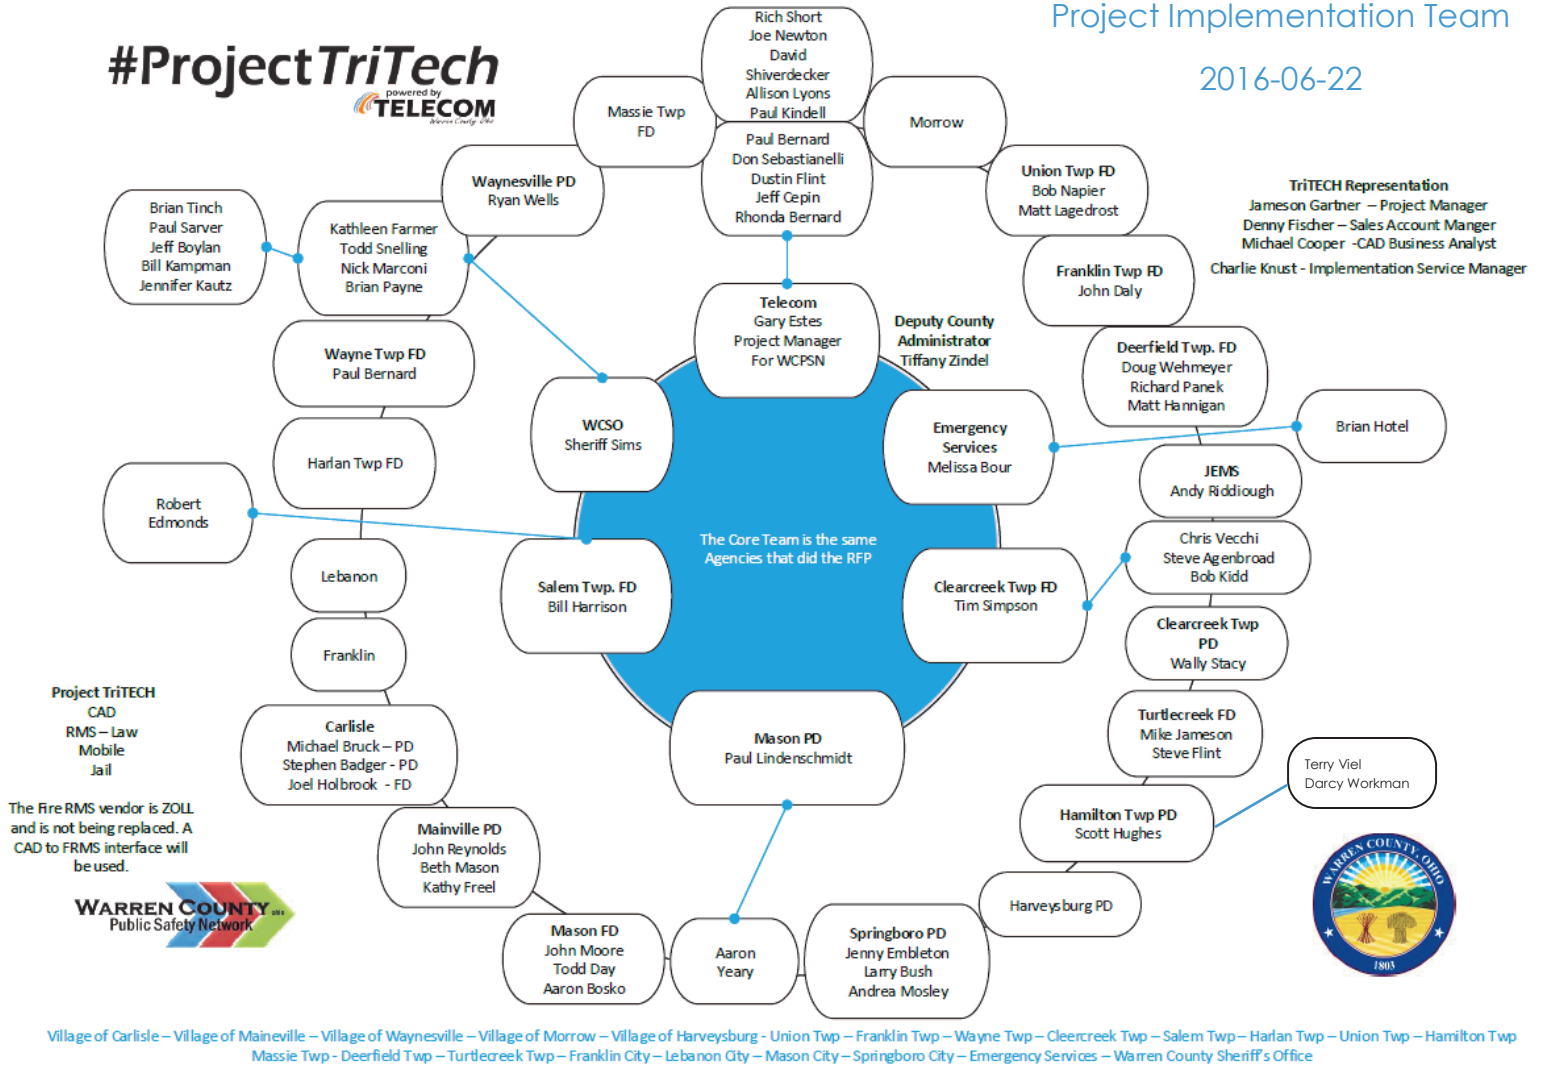 Project Implementation Team
2016-06-22
#ProjectTriTech
powered by
TELECOM
Warren County Ohio
Rich Short
Joe Newton
David
Shiverdecker
Allison Lyons
Paul Kindell
Paul Bernard
Don Sebastianelli
Dustin Flint
Jeff Cepin
Rhonda Bernard
Massie Twp
FD
Morrow
Waynesville PD
Ryan Wells
Union Twp FD
Bob Napier
Matt Lagedrost
TriTECH Representation
Jameson Gartner – Project Manager
Denny Fischer – Sales Account Manger
Michael Cooper -CAD Business Analyst
Charlie Knust - Implementation Service Manager
Brian Tinch
Paul Sarver
Jeff Boylan
Bill Kampman
Jennifer Kautz
Kathleen Farmer
Todd Snelling
Nick Marconi
Brian Payne
Franklin Twp FD
John Daly
Telecom
Gary Estes
Project Manager
For WCPSN
Deputy County
Administrator
Tiffany Zindel
Wayne Twp FD
Paul Bernard
Deerfield Twp. FD
Doug Wehmeyer
Richard Panek
Matt Hannigan
WCSO
Sheriff Sims
Emergency
Services
Melissa Bour
Brian Hotel
Harlan Twp FD
JEMS
Andy Riddiough
Robert
Edmonds
The Core Team is the same
Agencies that did the RFP
Chris Vecchi
Steve Agenbroad
Bob Kidd
Lebanon
Salem Twp. FD
Bill Harrison
Clearcreek Twp FD
Tim Simpson
Clearcreek Twp
PD
Wally Stacy
Franklin
Project TriTECH
CAD
RMS – Law
Mobile
Jail
The Fire RMS vendor is ZOLL
and is not being replaced. A
CAD to FRMS interface will
be used.
Carlisle
Michael Bruck – PD
Stephen Badger - PD
Joel Holbrook - FD
Mason PD
Paul Lindenschmidt
Turtlecreek FD
Mike Jameson
Steve Flint
Terry Viel
Darcy Workman
Mainville PD
John Reynolds
Beth Mason
Kathy Freel
Hamilton Twp PD
Scott Hughes
Harveysburg PD
WARREN COUNTY OHIO
Public Safety Network
WARREN COUNTY, OHIO
1803
Mason FD
John Moore
Todd Day
Aaron Bosko
Aaron
Yeary
Springboro PD
Jenny Embleton
Larry Bush
Andrea Mosley
Village of Carlisle – Village of Maineville – Village of Waynesville – Village of Morrow – Village of Harveysburg - Union Twp – Franklin Twp – Wayne Twp – Cleercreek Twp – Salem Twp – Harlan Twp – Union Twp – Hamilton Twp
Massie Twp - Deerfield Twp – Turtlecreek Twp – Franklin City – Lebanon City – Mason City – Springboro City – Emergency Services – Warren County Sheriff's Office